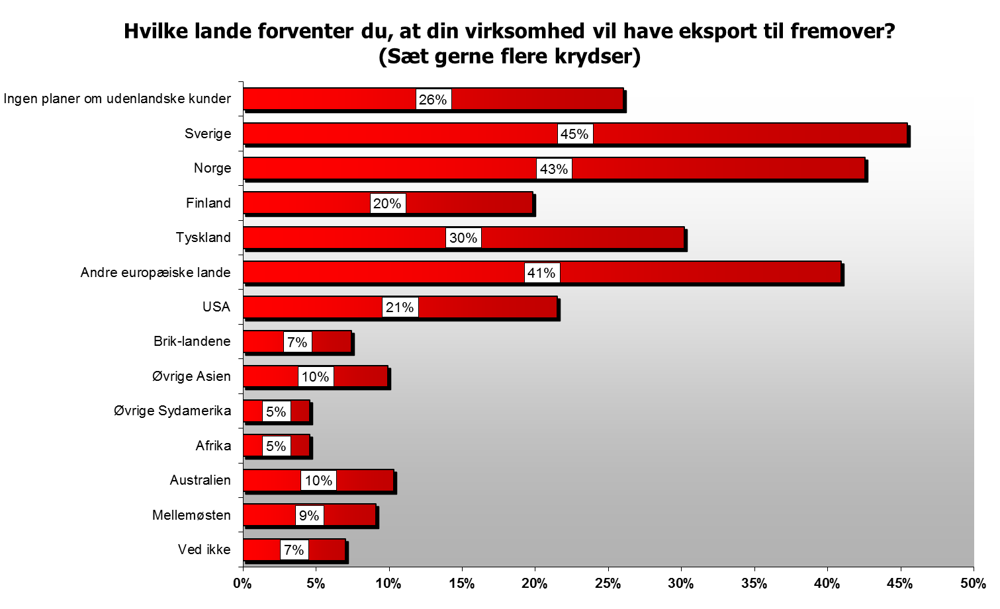 Hvilke lande forventer du, at din virksomhed vil have eksport til fremover?
(Sæt gerne flere krydser)
Ingen planer om udenlandske kunder 26%
Sverige 45%
Norge 43%
Finland 20%
Tyskland 30%
Andre europæiske lande 41%
USA 21%
Brik-landene 7%
Øvrige Asien 10%
Øvrige Sydamerika 5%
Afrika 5%
Australien 10%
Mellemøsten 9%
Ved ikke 7%
0% 5% 10% 15% 20% 25% 30% 35% 40% 45% 50%